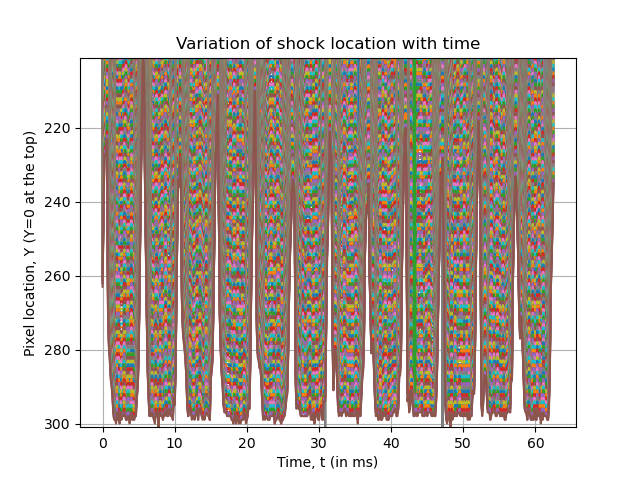 Variation of shock location with time
Pixel location, Y (Y=0 at the top)
220
240
260
280
300
0 10 20 30 40 50 60
Time, t (in ms)